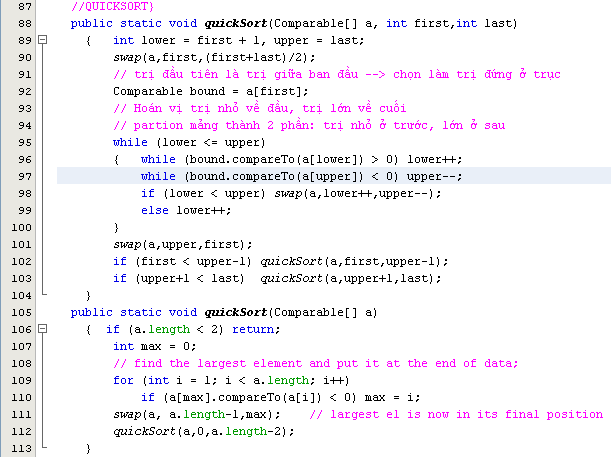 87 //QUICKSORT}
88 public static void quickSort(Comparable[] a, int first,int last)
89 { int lower = first + 1, upper = last;
90 swap(a,first,(first+last)/2);
91 // trị đầu tiên là trị giữa ban đầu --> chọn làm trị đứng ở trục
92 Comparable bound = a[first];
93 // Hoán vị trị nhỏ về đầu, trị lớn về cuối
94 // partion mảng thành 2 phần: trị nhỏ ở trước, lớn ở sau
95 while (lower <= upper)
96 { while (bound.compareTo(a[lower]) > 0) lower++;
97 while (bound.compareTo(a[upper]) < 0) upper--;
98 if (lower < upper) swap(a,lower++,upper--);
99 else lower++;
100 }
101 swap(a,upper,first);
102 if (first < upper-1) quickSort(a,first,upper-1);
103 if (upper+1 < last) quickSort(a,upper+1,last);
104 }
105 public static void quickSort(Comparable[] a)
106 { if (a.length < 2) return;
107 int max = 0;
108 // find the largest element and put it at the end of data;
109 for (int i = 1; i < a.length; i++)
110 if (a[max].compareTo(a[i]) < 0) max = i;
111 swap(a, a.length-1,max); // largest el is now in its final position
112 quickSort(a,0,a.length-2);
113 }